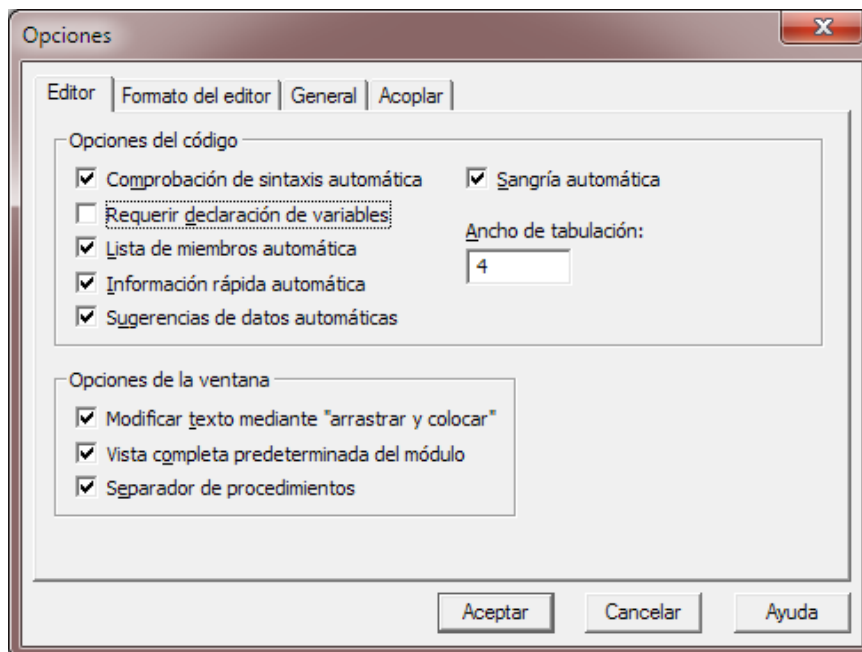 Opciones
Editor Formato del editor General Acoplar
Opciones del código
Comprobación de sintaxis automática
Requerir declaración de variables
Lista de miembros automática
Información rápida automática
Sugerencias de datos automáticas
Sangría automática
Ancho de tabulación:
4
Opciones de la ventana
Modificar texto mediante "arrastrar y colocar"
Vista completa predeterminada del módulo
Separador de procedimientos
Aceptar Cancelar Ayuda